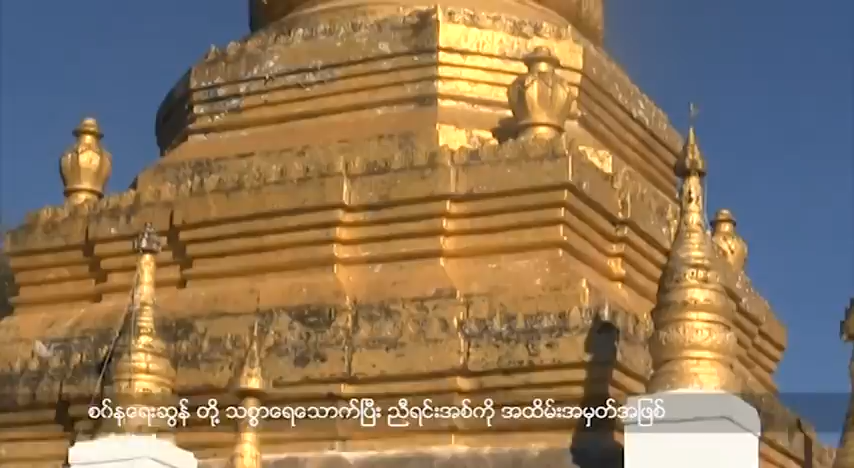 စပ်နုရေးဆွန် တို့ သစ္စာရေသောက်ပြီး ညီရင်းအစ်ကို အထိမ်းအမှတ်အဖြစ်